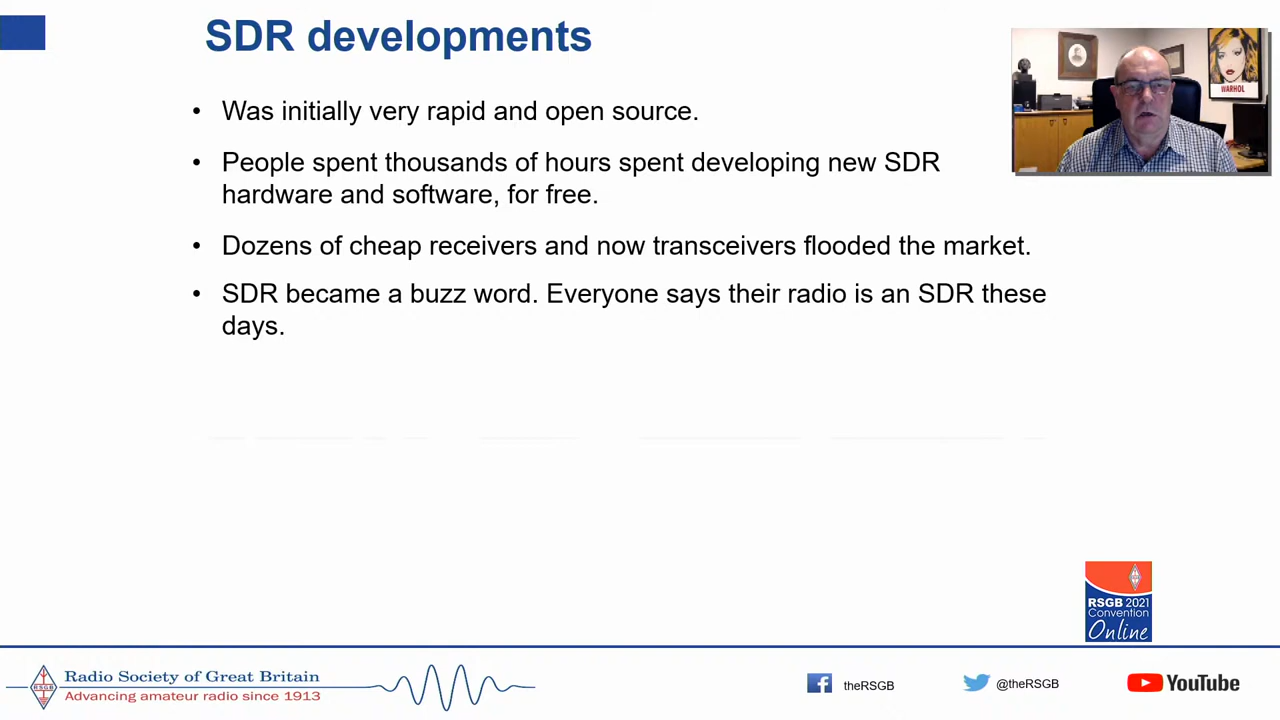 SDR developments
WARHOL
• Was initially very rapid and open source.
• People spent thousands of hours spent developing new SDR
hardware and software, for free.
• Dozens of cheap receivers and now transceivers flooded the market.
• SDR became a buzz word. Everyone says their radio is an SDR these
days.
RSGB 2021
Convention
Online
RSGB
Radio Society of Great Britain
Advancing amateur radio since 1913
theRSGB
@theRSGB
YouTube